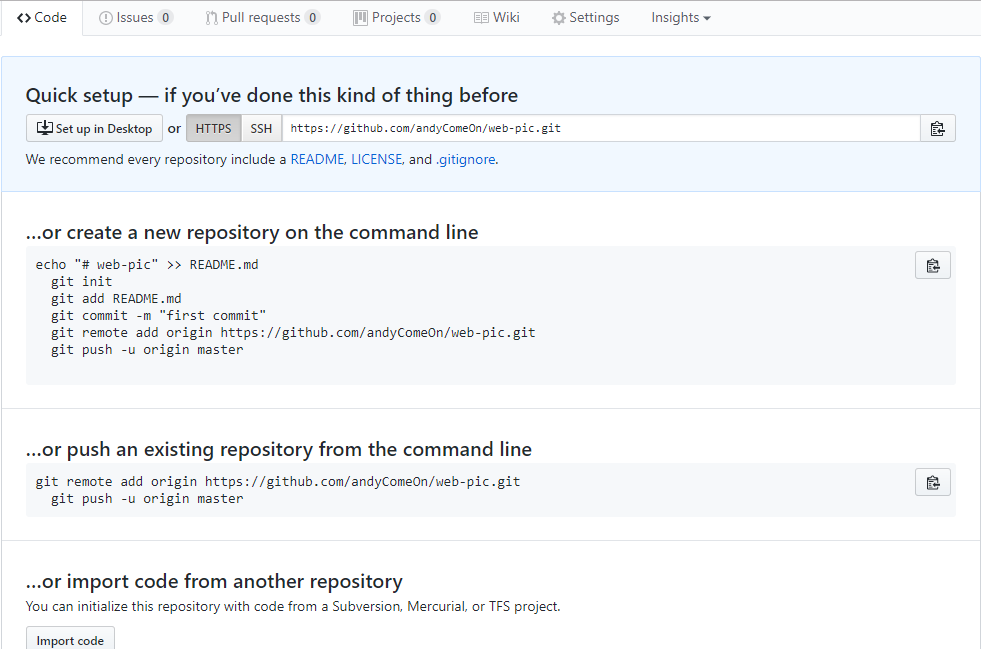 Code Issues 0 Pull requests 0 Projects 0 Wiki Settings Insights
Quick setup — if you’ve done this kind of thing before
Set up in Desktop or HTTPS SSH https://github.com/andyComeOn/web-pic.git
We recommend every repository include a README, LICENSE, and .gitignore.
…or create a new repository on the command line
echo "# web-pic" >> README.md
git init
git add README.md
git commit -m "first commit"
git remote add origin https://github.com/andyComeOn/web-pic.git
git push -u origin master
…or push an existing repository from the command line
git remote add origin https://github.com/andyComeOn/web-pic.git
git push -u origin master
…or import code from another repository
You can initialize this repository with code from a Subversion, Mercurial, or TFS project.
Import code